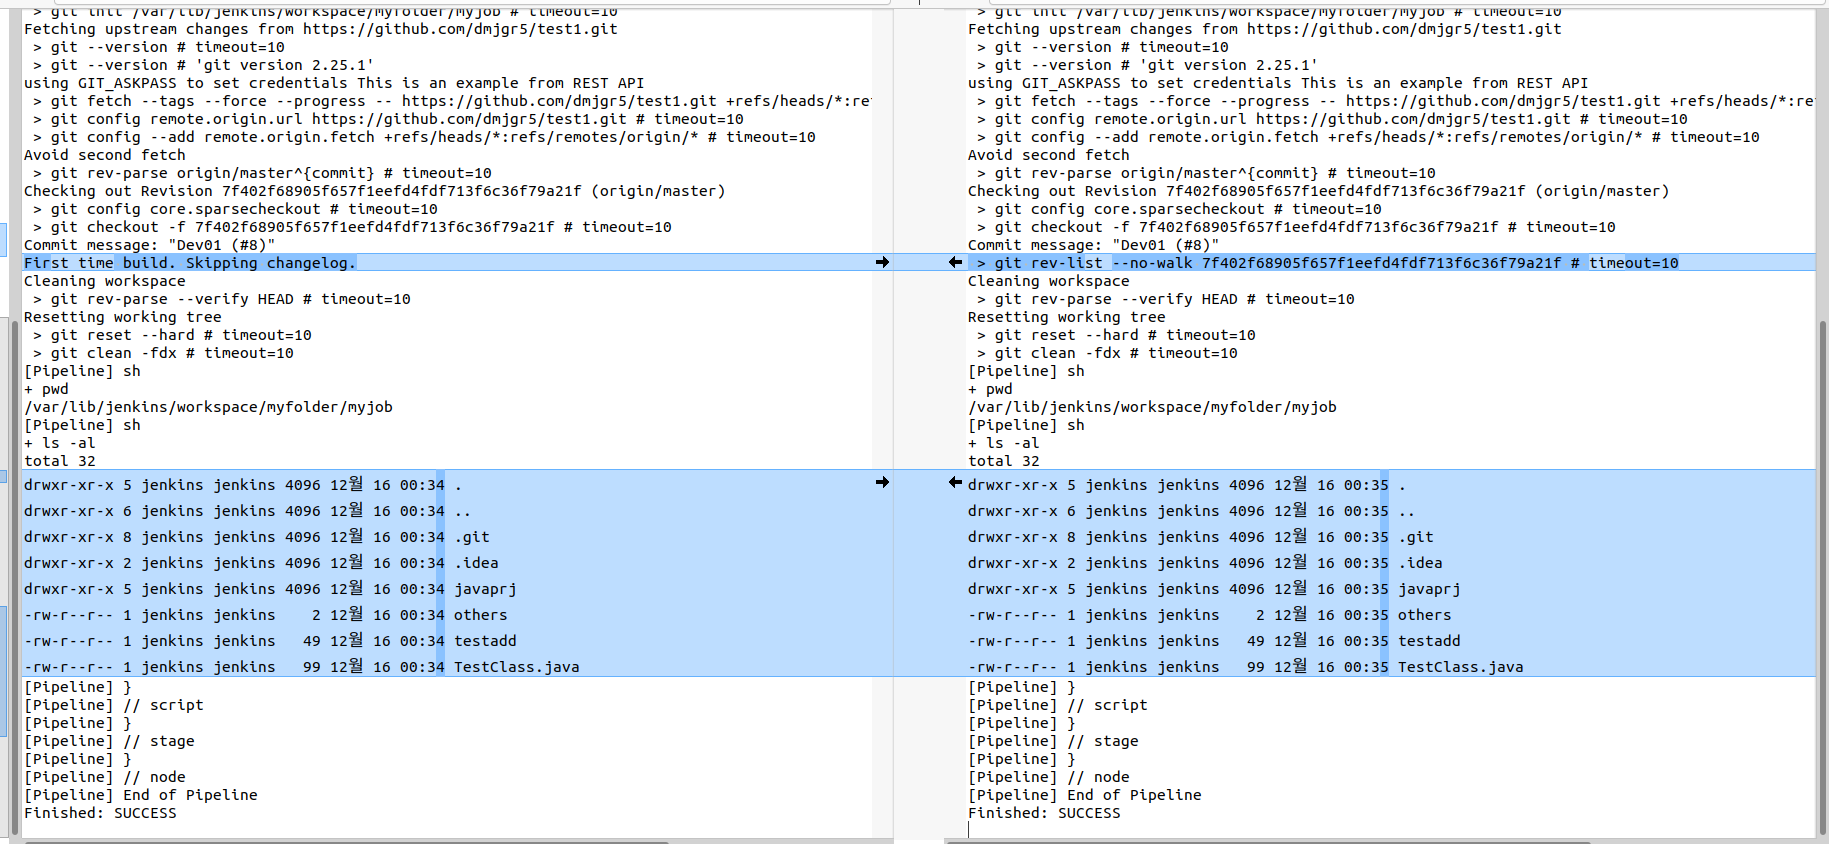 > git init /var/lib/jenkins/workspace/myfolder/myjob # timeout=10
Fetching upstream changes from https://github.com/dmjgr5/test1.git
> git --version # timeout=10
> git --version # 'git version 2.25.1'
using GIT_ASKPASS to set credentials This is an example from REST API
> git fetch --tags --force --progress -- https://github.com/dmjgr5/test1.git +refs/heads/*:re
> git config remote.origin.url https://github.com/dmjgr5/test1.git # timeout=10
> git config --add remote.origin.fetch +refs/heads/*:refs/remotes/origin/* # timeout=10
Avoid second fetch
> git rev-parse origin/master^{commit} # timeout=10
Checking out Revision 7f402f68905f657f1eefd4fdf713f6c36f79a21f (origin/master)
> git config core.sparsecheckout # timeout=10
> git checkout -f 7f402f68905f657f1eefd4fdf713f6c36f79a21f # timeout=10
Commit message: "Dev01 (#8)"
First time build. Skipping changelog.
Cleaning workspace
> git rev-parse --verify HEAD # timeout=10
Resetting working tree
> git reset --hard # timeout=10
> git clean -fdx # timeout=10
[Pipeline] sh
+ pwd
/var/lib/jenkins/workspace/myfolder/myjob
[Pipeline] sh
+ ls -al
total 32
drwxr-xr-x 5 jenkins jenkins 4096 12월 16 00:34 .
drwxr-xr-x 6 jenkins jenkins 4096 12월 16 00:34 ..
drwxr-xr-x 8 jenkins jenkins 4096 12월 16 00:34 .git
drwxr-xr-x 2 jenkins jenkins 4096 12월 16 00:34 .idea
drwxr-xr-x 5 jenkins jenkins 4096 12월 16 00:34 javaprj
-rw-r--r-- 1 jenkins jenkins 2 12월 16 00:34 others
-rw-r--r-- 1 jenkins jenkins 49 12월 16 00:34 testadd
-rw-r--r-- 1 jenkins jenkins 99 12월 16 00:34 TestClass.java
[Pipeline] }
[Pipeline] // script
[Pipeline] }
[Pipeline] // stage
[Pipeline] }
[Pipeline] // node
[Pipeline] End of Pipeline
Finished: SUCCESS
> git init /var/lib/jenkins/workspace/myfolder/myjob # timeout=10
Fetching upstream changes from https://github.com/dmjgr5/test1.git
> git --version # timeout=10
> git --version # 'git version 2.25.1'
using GIT_ASKPASS to set credentials This is an example from REST API
> git fetch --tags --force --progress -- https://github.com/dmjgr5/test1.git +refs/heads/*:re
> git config remote.origin.url https://github.com/dmjgr5/test1.git # timeout=10
> git config --add remote.origin.fetch +refs/heads/*:refs/remotes/origin/* # timeout=10
Avoid second fetch
> git rev-parse origin/master^{commit} # timeout=10
Checking out Revision 7f402f68905f657f1eefd4fdf713f6c36f79a21f (origin/master)
> git config core.sparsecheckout # timeout=10
> git checkout -f 7f402f68905f657f1eefd4fdf713f6c36f79a21f # timeout=10
Commit message: "Dev01 (#8)"
> git rev-list --no-walk 7f402f68905f657f1eefd4fdf713f6c36f79a21f # timeout=10
Cleaning workspace
> git rev-parse --verify HEAD # timeout=10
Resetting working tree
> git reset --hard # timeout=10
> git clean -fdx # timeout=10
[Pipeline] sh
+ pwd
/var/lib/jenkins/workspace/myfolder/myjob
[Pipeline] sh
+ ls -al
total 32
drwxr-xr-x 5 jenkins jenkins 4096 12월 16 00:35 .
drwxr-xr-x 6 jenkins jenkins 4096 12월 16 00:35 ..
drwxr-xr-x 8 jenkins jenkins 4096 12월 16 00:35 .git
drwxr-xr-x 2 jenkins jenkins 4096 12월 16 00:35 .idea
drwxr-xr-x 5 jenkins jenkins 4096 12월 16 00:35 javaprj
-rw-r--r-- 1 jenkins jenkins 2 12월 16 00:35 others
-rw-r--r-- 1 jenkins jenkins 49 12월 16 00:35 testadd
-rw-r--r-- 1 jenkins jenkins 99 12월 16 00:35 TestClass.java
[Pipeline] }
[Pipeline] // script
[Pipeline] }
[Pipeline] // stage
[Pipeline] }
[Pipeline] // node
[Pipeline] End of Pipeline
Finished: SUCCESS